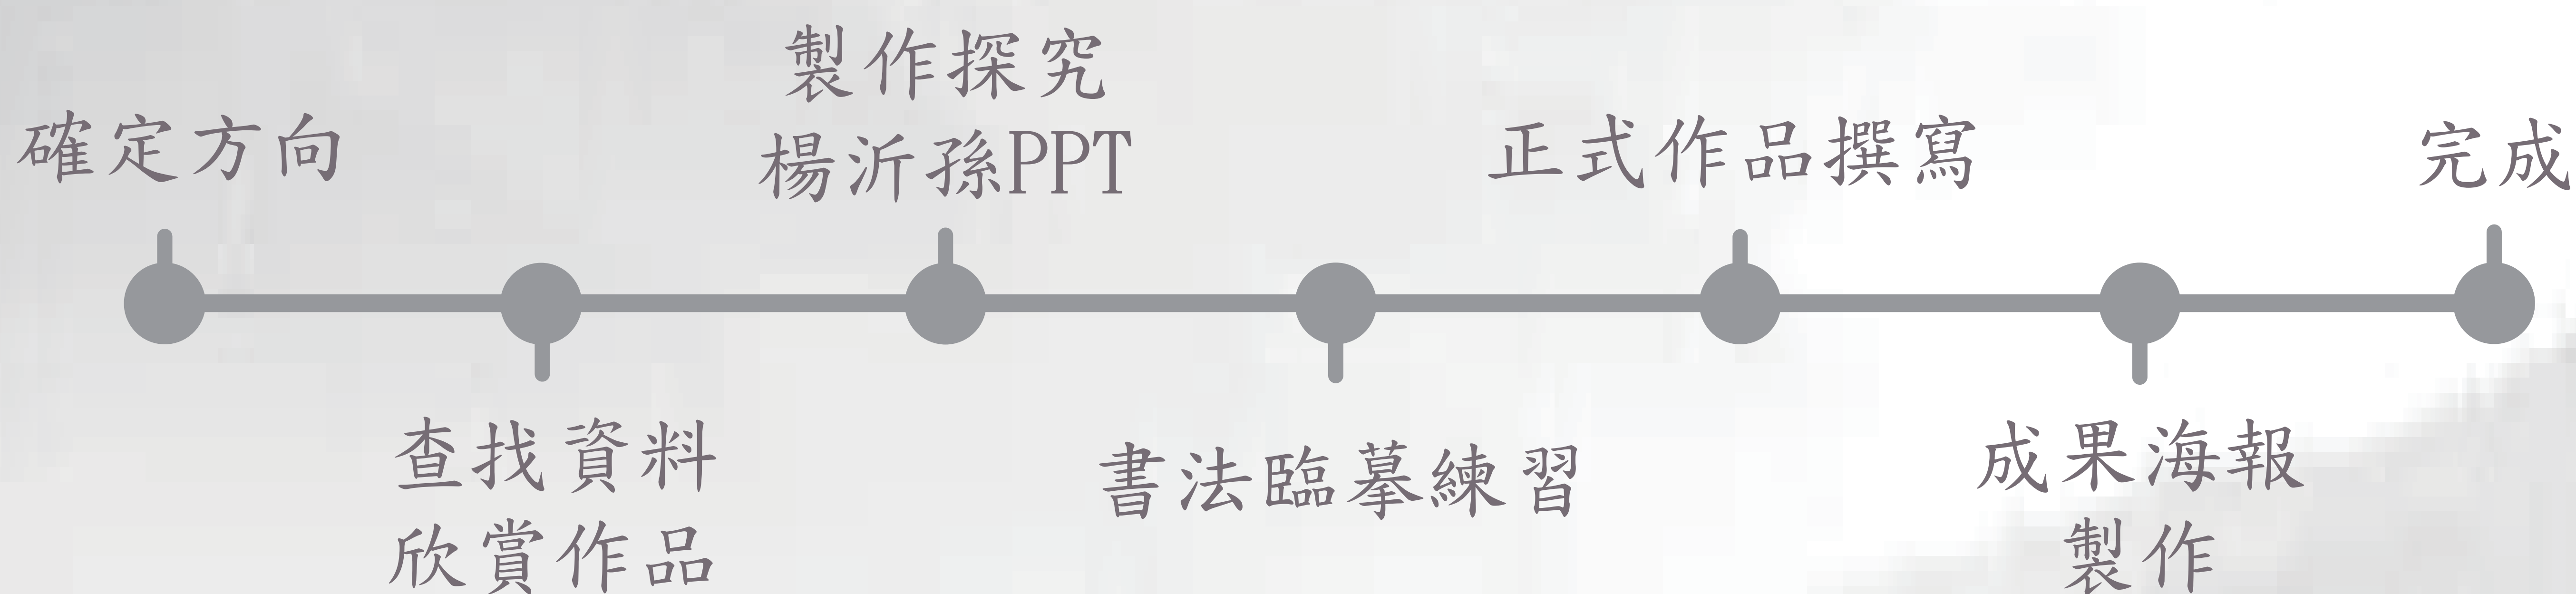 確定方向
查找資料
欣賞作品
製作探究
楊沂孫PPT
書法臨摹練習
正式作品撰寫
成果海報
製作
完成